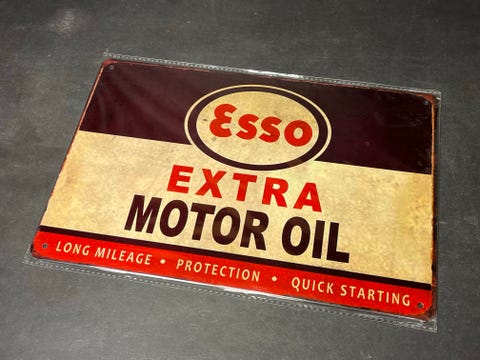 Esso
EXTRA
MOTOR OIL
LONG MILEAGE • PROTECTION • QUICK STARTING